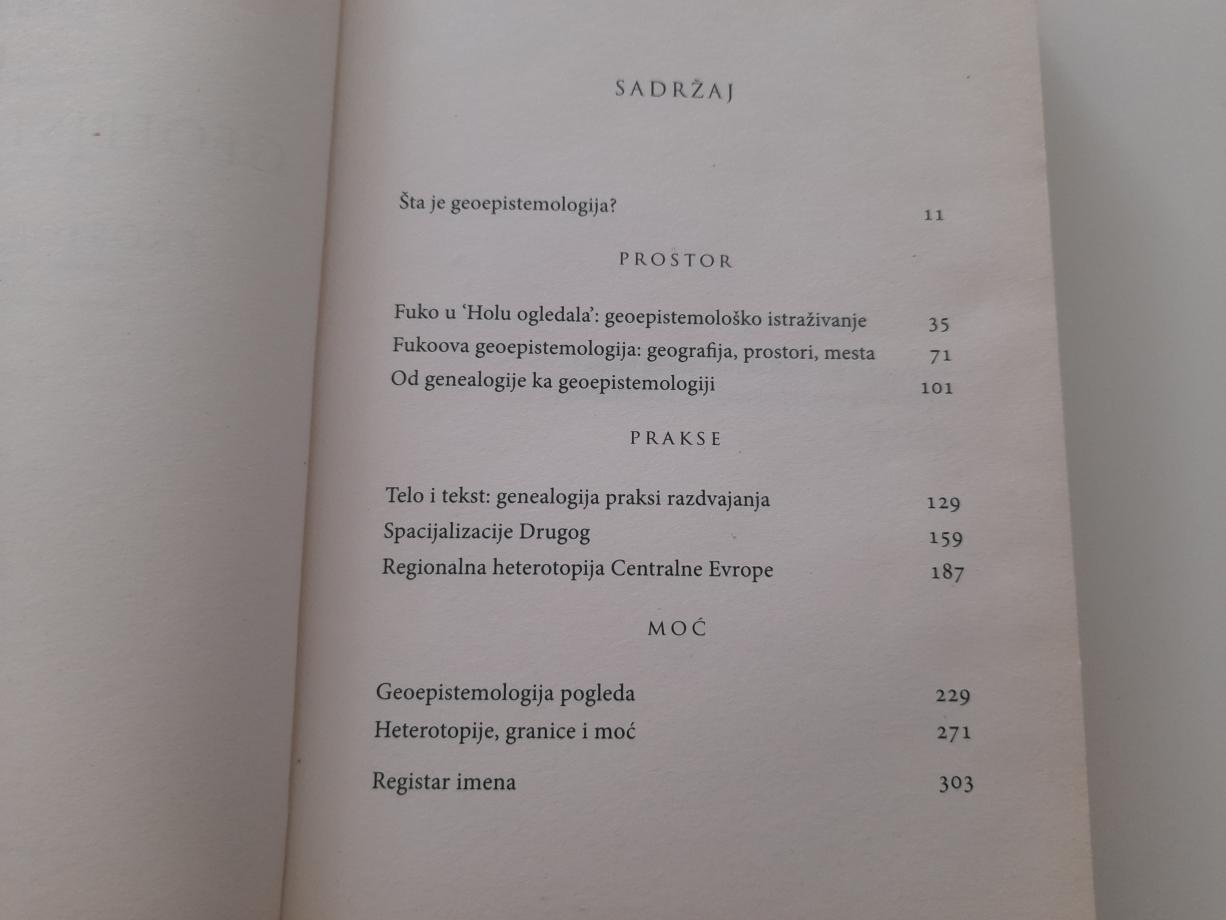 SADRŽAJ
Šta je geoepistemologija? 11
PROSTOR
Fuko u ‘Holu ogledala’: geoepistemološko istraživanje 35
Fukoova geoepistemologija: geografija, prostori, mesta 71
Od genealogije ka geoepistemologiji 101
PRAKSE
Telo i tekst: genealogija praksi razdvajanja 129
Spacijalizacije Drugog 159
Regionalna heterotopija Centralne Evrope 187
MOĆ
Geoepistemologija pogleda 229
Heterotopije, granice i moć 271
Registar imena 303